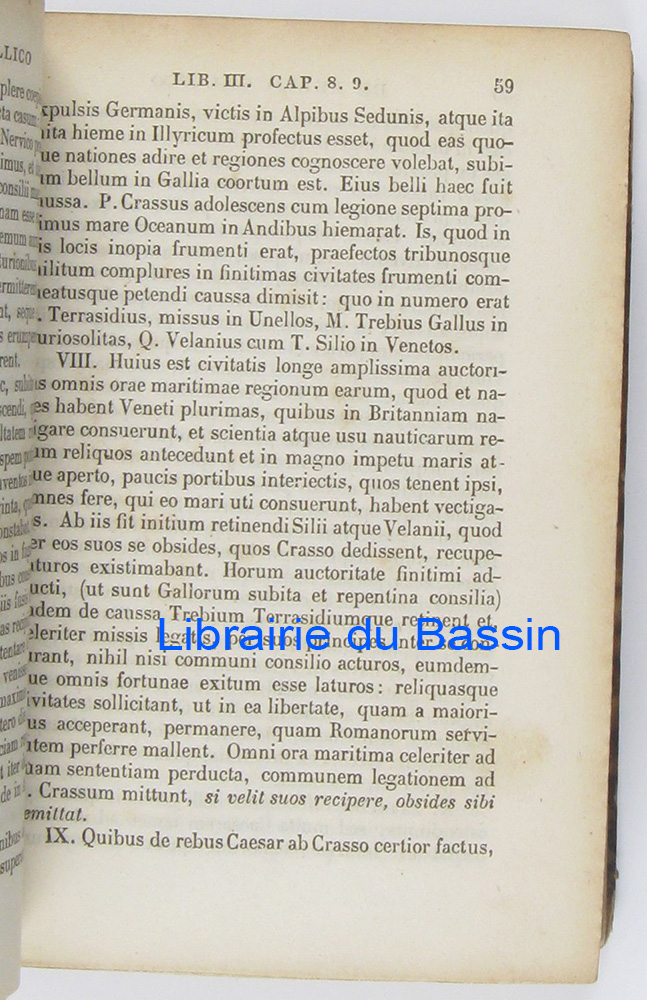 LLICO
LIB. III. CAP. 8. 9. 59
xpulsis Germanis, victis in Alpibus Sedunis, atque ita
nita hieme in Illyricum profectus esset, quod eas quo-
ue nationes adire et regiones cognoscere volebat, subi-
um bellum in Gallia coortum est. Eius belli haec fuit
aussa. P. Crassus adolescens cum legione septima pro-
imus mare Oceanum in Andibus hiemarat. Is, quod in
is locis inopia frumenti erat, praefectos tribunosque
ilitum complures in finitimas civitates frumenti com-
eatusque petendi caussa dimisit: quo in numero erat
. Terrasidius, missus in Unellos, M. Trebius Gallus in
uriosolitas, Q. Velanius cum T. Silio in Venetos.
VIII. Huius est civitatis longe amplissima auctori-
s omnis orae maritimae regionum earum, quod et na-
es habent Veneti plurimas, quibus in Britanniam na-
igare consuerunt, et scientia atque usu nauticarum re-
um reliquos antecedunt et in magno impetu maris at-
ue aperto, paucis portibus interiectis, quos tenent ipsi,
mnes fere, qui eo mari uti consuerunt, habent vectiga-
s. Ab iis fit initium retinendi Silii atque Velanii, quod
er eos suos se obsides, quos Crasso dedissent, recupe-
aturos existimabant. Horum auctoritate finitimi ad-
ucti, (ut sunt Gallorum subita et repentina consilia)
adem de caussa Trebium Terrasidiumque retinent et,
eleriter missis legatis, per suos principes inter se con-
Librairie du Bassin
urant, nihil nisi communi consilio acturos, eumdem-
ue omnis fortunae exitum esse laturos: reliquasque
ivitates sollicitant, ut in ea libertate, quam a maiori-
us acceperant, permanere, quam Romanorum servi-
utem perferre mallent. Omni ora maritima celeriter ad
uam sententiam perducta, communem legationem ad
. Crassum mittunt, si velit suos recipere, obsides sibi
emittat.
IX. Quibus de rebus Caesar ab Crasso certior factus,